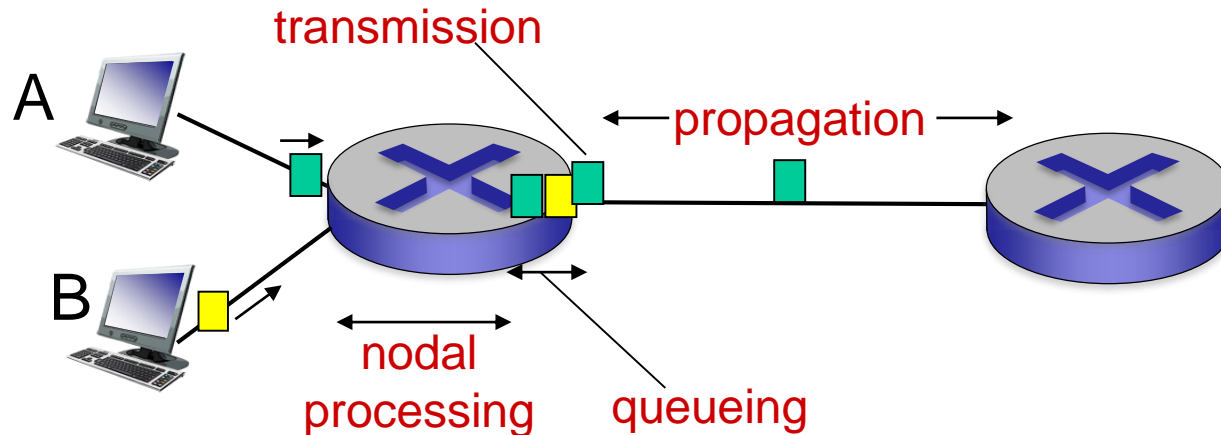 transmission
A
propagation
B
nodal
processing
queueing